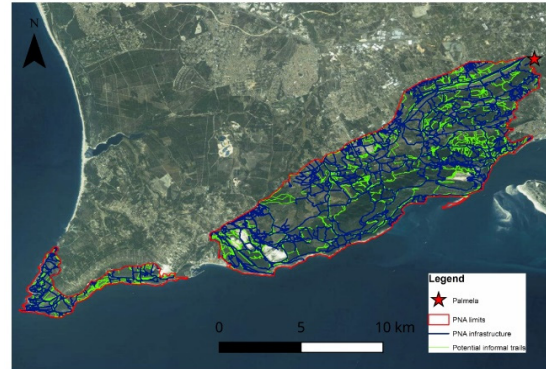 N
0 5 10 km
Legend
Palmela
PNA limits
PNA infrastructure
Potential informal trails